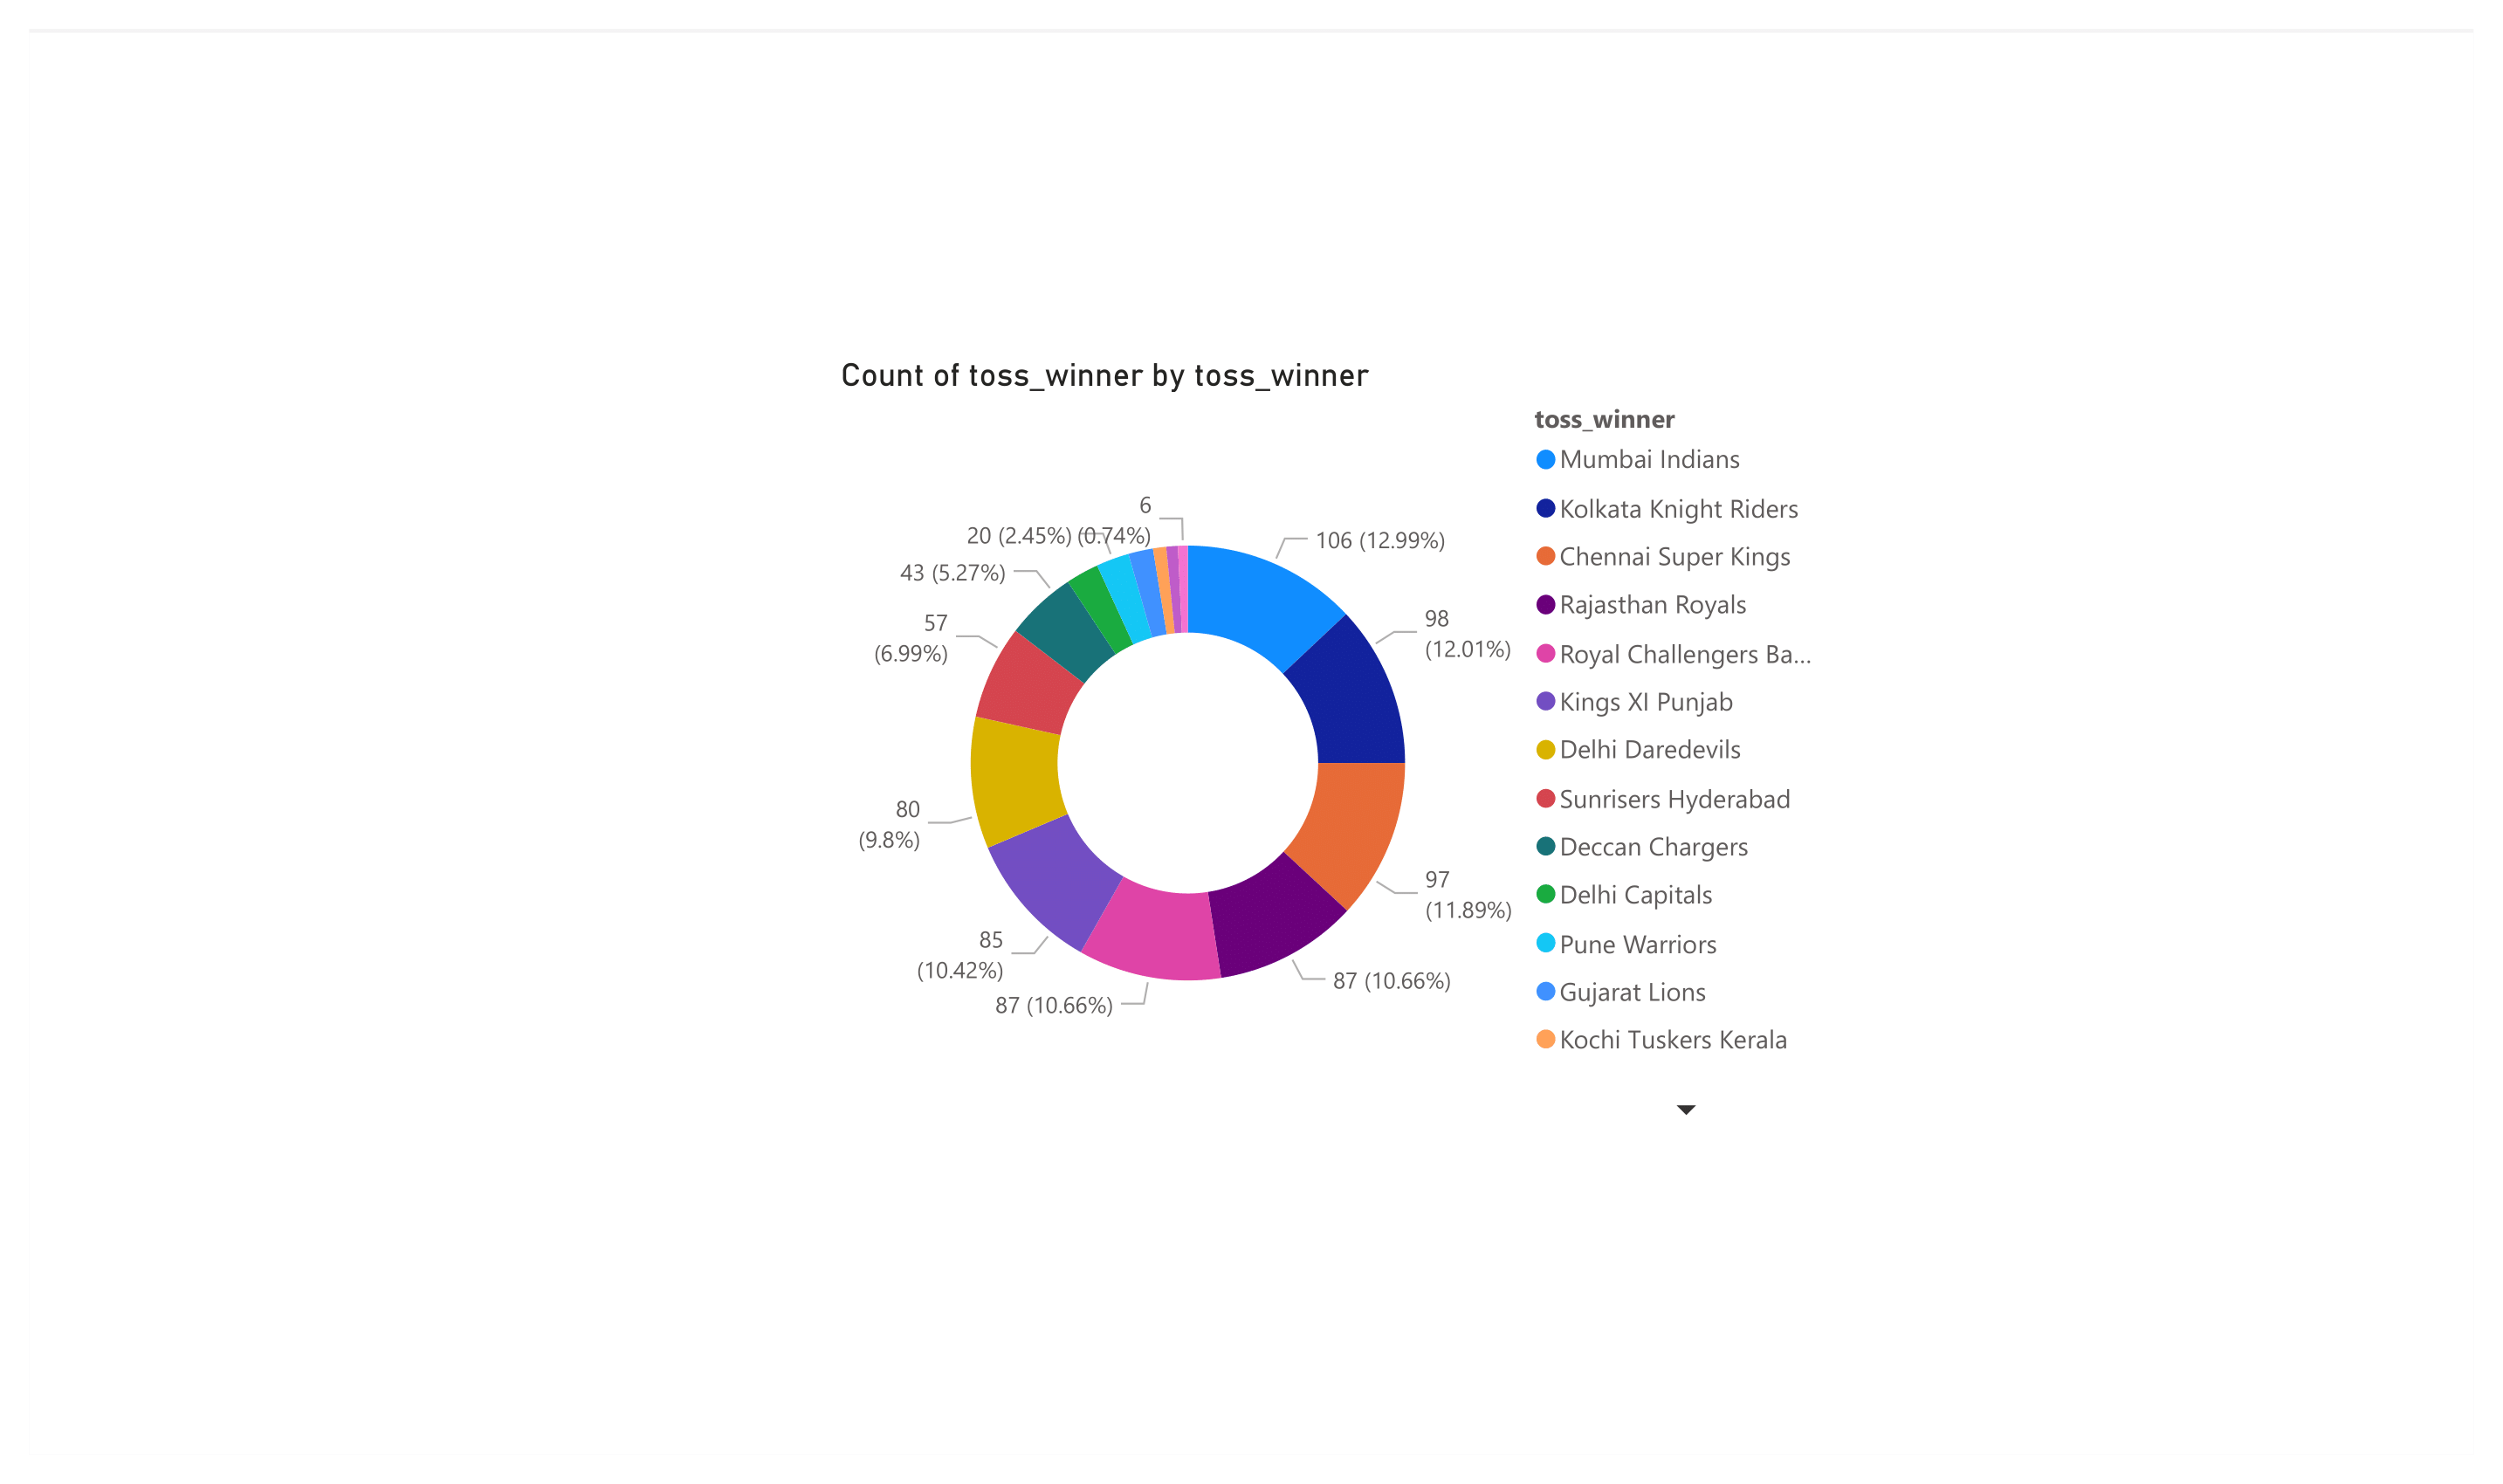 Count of toss_winner by toss_winner
toss_winner
Mumbai Indians
Kolkata Knight Riders
Chennai Super Kings
Rajasthan Royals
Royal Challengers Ba...
Kings XI Punjab
Delhi Daredevils
Sunrisers Hyderabad
Deccan Chargers
Delhi Capitals
Pune Warriors
Gujarat Lions
Kochi Tuskers Kerala
106 (12.99%)
98
(12.01%)
97
(11.89%)
87 (10.66%)
87 (10.66%)
85
(10.42%)
80
(9.8%)
57
(6.99%)
43 (5.27%)
20 (2.45%)
6
(0.74%)